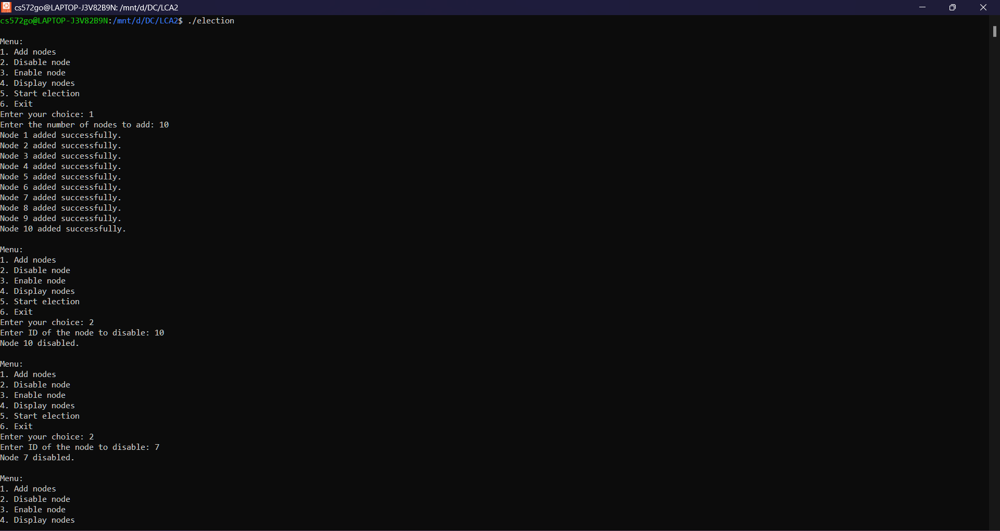 cs572go@LAPTOP-J3V82B9N: /mnt/d/DC/LCA2
cs572go@LAPTOP-J3V82B9N:/mnt/d/DC/LCA2$ ./election
Menu:
1. Add nodes
2. Disable node
3. Enable node
4. Display nodes
5. Start election
6. Exit
Enter your choice: 1
Enter the number of nodes to add: 10
Node 1 added successfully.
Node 2 added successfully.
Node 3 added successfully.
Node 4 added successfully.
Node 5 added successfully.
Node 6 added successfully.
Node 7 added successfully.
Node 8 added successfully.
Node 9 added successfully.
Node 10 added successfully.
Menu:
1. Add nodes
2. Disable node
3. Enable node
4. Display nodes
5. Start election
6. Exit
Enter your choice: 2
Enter ID of the node to disable: 10
Node 10 disabled.
Menu:
1. Add nodes
2. Disable node
3. Enable node
4. Display nodes
5. Start election
6. Exit
Enter your choice: 2
Enter ID of the node to disable: 7
Node 7 disabled.
Menu:
1. Add nodes
2. Disable node
3. Enable node
4. Display nodes